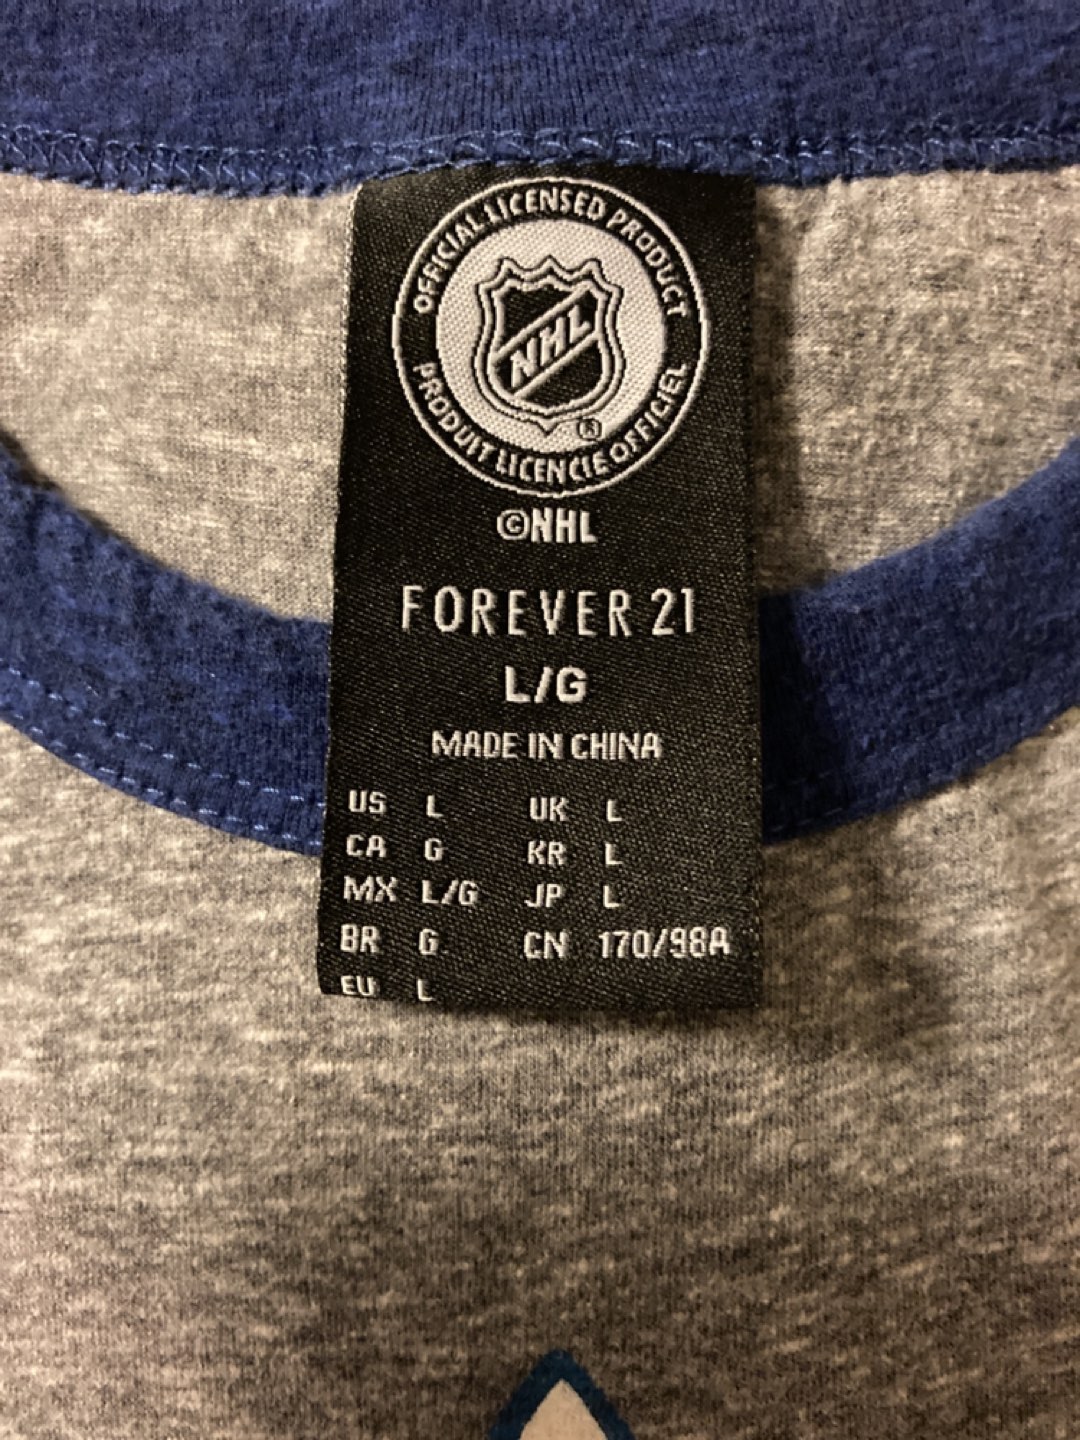 OFFICIAL LICENSED PRODUCT
NHL
®
PRODUIT LICENCIE OFFICIEL
©NHL
FOREVER 21
L/G
MADE IN CHINA
US L UK L
CA G KR L
MX L/G JP L
BR G CN 170/98A
EU L